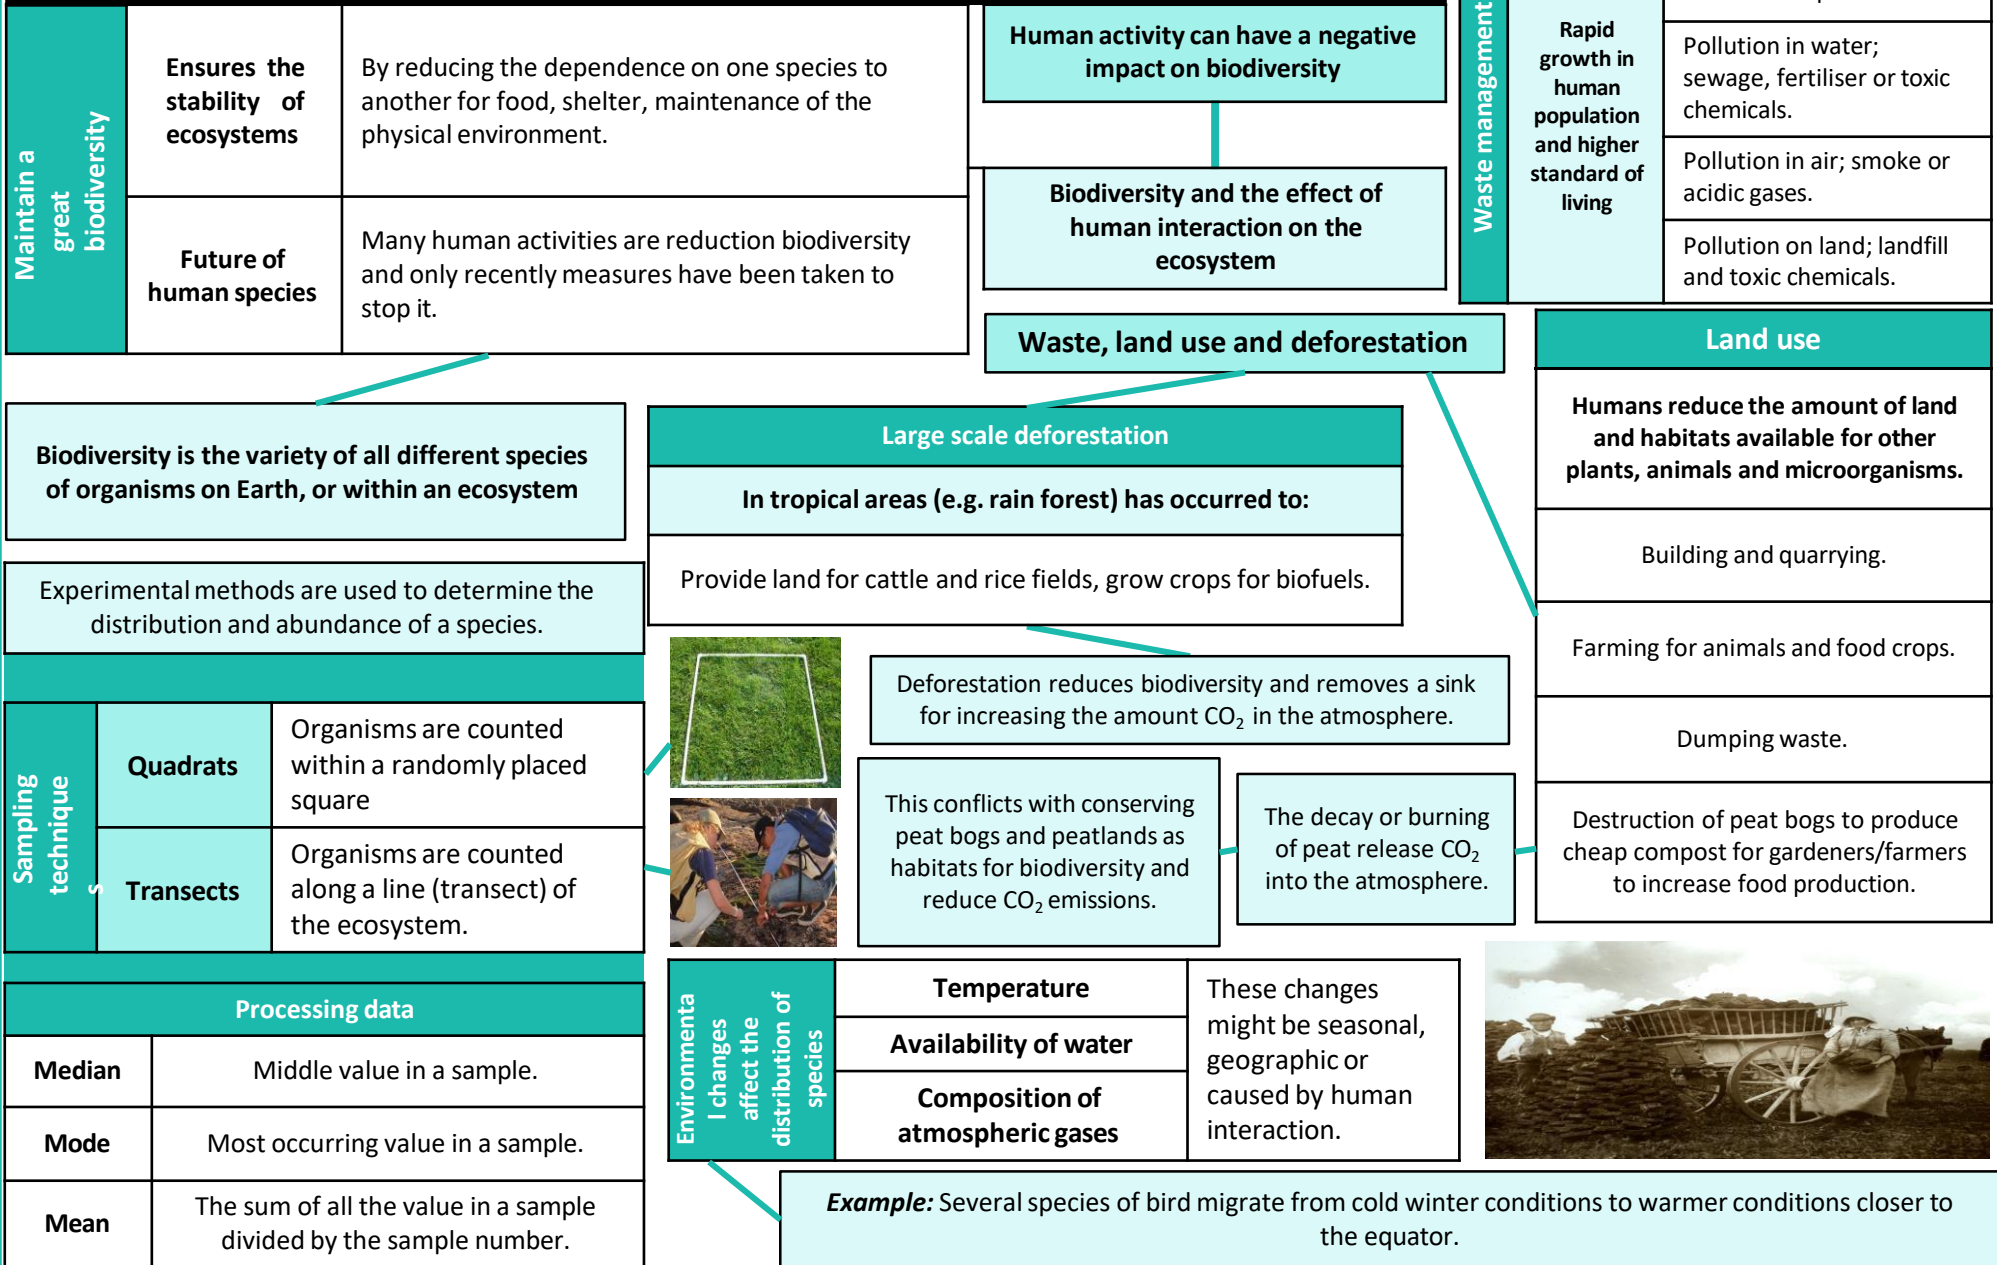 Maintain a
great
biodiversity
Ensures the
stability of
ecosystems
By reducing the dependence on one species to
another for food, shelter, maintenance of the
physical environment.
Future of
human species
Many human activities are reduction biodiversity
and only recently measures have been taken to
stop it.
Human activity can have a negative
impact on biodiversity
Biodiversity and the effect of
human interaction on the
ecosystem
Waste management
Rapid
growth in
human
population
and higher
standard of
living
Pollution in water;
sewage, fertiliser or toxic
chemicals.
Pollution in air; smoke or
acidic gases.
Pollution on land; landfill
and toxic chemicals.
Waste, land use and deforestation
Land use
Humans reduce the amount of land
and habitats available for other
plants, animals and microorganisms.
Building and quarrying.
Farming for animals and food crops.
Dumping waste.
Destruction of peat bogs to produce
cheap compost for gardeners/farmers
to increase food production.
Biodiversity is the variety of all different species
of organisms on Earth, or within an ecosystem
Large scale deforestation
In tropical areas (e.g. rain forest) has occurred to:
Provide land for cattle and rice fields, grow crops for biofuels.
Experimental methods are used to determine the
distribution and abundance of a species.
Deforestation reduces biodiversity and removes a sink
for increasing the amount CO₂ in the atmosphere.
Sampling
technique
s
Quadrats
Organisms are counted
within a randomly placed
square
Transects
Organisms are counted
along a line (transect) of
the ecosystem.
This conflicts with conserving
peat bogs and peatlands as
habitats for biodiversity and
reduce CO₂ emissions.
The decay or burning
of peat release CO₂
into the atmosphere.
Processing data
Median
Middle value in a sample.
Mode
Most occurring value in a sample.
Mean
The sum of all the value in a sample
divided by the sample number.
Environmenta
l changes
affect the
distribution of
species
Temperature
Availability of water
Composition of
atmospheric gases
These changes
might be seasonal,
geographic or
caused by human
interaction.
Example: Several species of bird migrate from cold winter conditions to warmer conditions closer to
the equator.